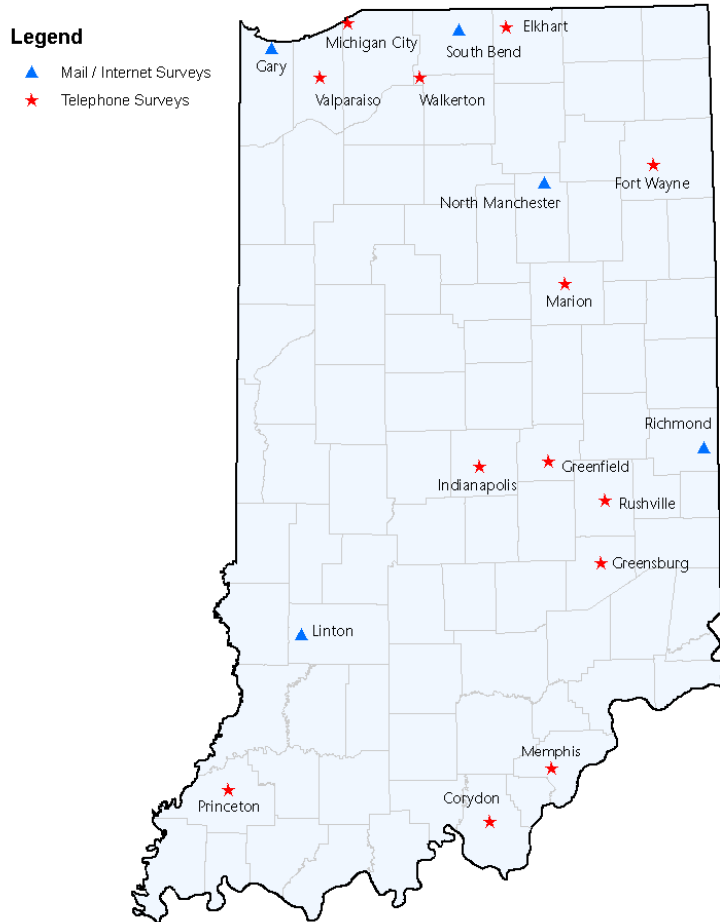 Legend
Mail / Internet Surveys
Telephone Surveys
Michigan City
Elkhart
South Bend
Gary
Valparaiso
Walkerton
Fort Wayne
North Manchester
Marion
Richmond
Greenfield
Indianapolis
Rushville
Greensburg
Linton
Memphis
Princeton
Corydon